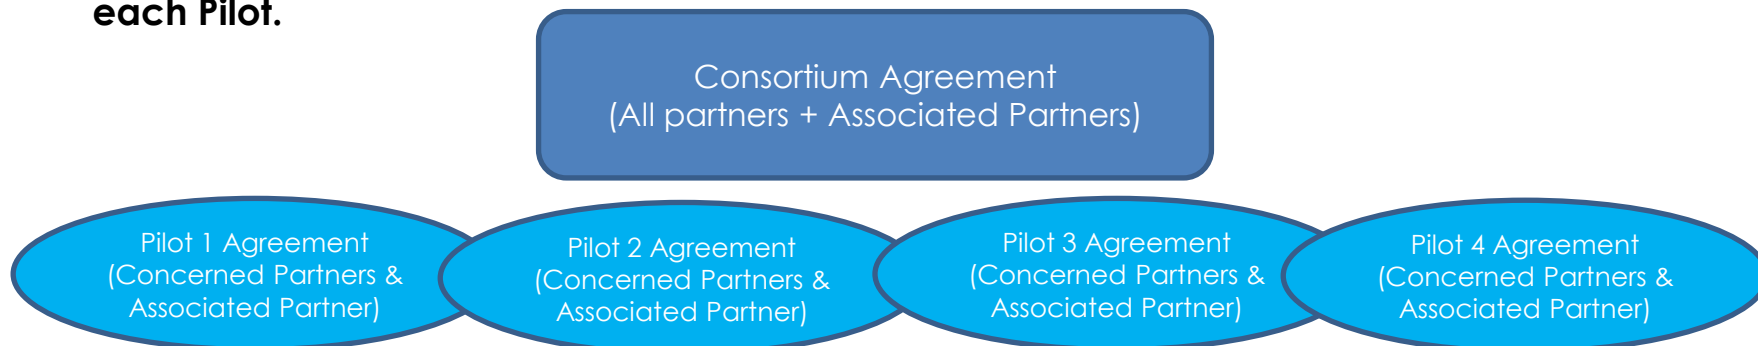 each Pilot.
Consortium Agreement
(All partners + Associated Partners)
Pilot 1 Agreement
(Concerned Partners &
Associated Partner)
Pilot 2 Agreement
(Concerned Partners &
Associated Partner)
Pilot 3 Agreement
(Concerned Partners &
Associated Partner)
Pilot 4 Agreement
(Concerned Partners &
Associated Partner)